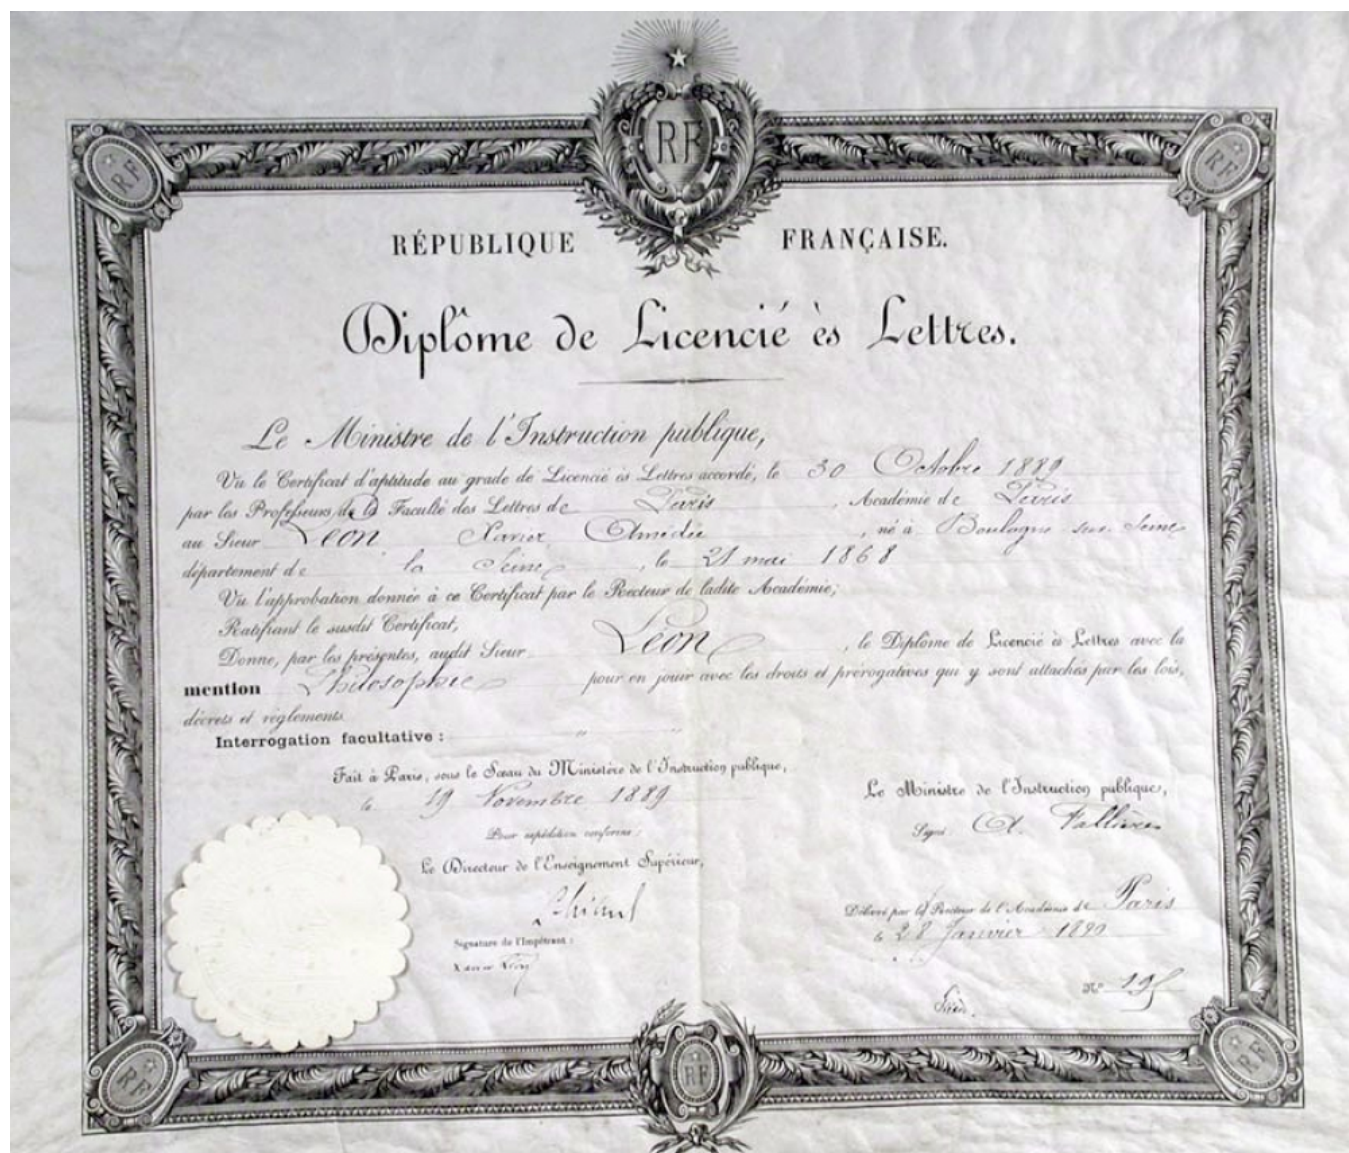 RF
RF
RF
RÉPUBLIQUE FRANÇAISE.
Diplôme de Licencié ès Lettres.
Le Ministre de l'Instruction publique,
Vu le Certificat d'aptitude au grade de Licencié ès Lettres accordé, le 30 Octobre 1889
par les Professeurs de la Faculté des Lettres de Paris, Académie de Paris
au Sieur Léon Xavier Amédée, né à Boulogne sur Seine
département de la Seine, le 21 mai 1868
Vu l'approbation donnée à ce Certificat par le Recteur de ladite Académie;
Ratifiant le susdit Certificat,
Donne, par les présentes, audit Sieur Léon, le Diplôme de Licencié ès Lettres avec la
mention Philosophie pour en jouir avec les droits et prérogatives qui y sont attachés par les lois,
décrets et règlements.
Interrogation facultative : " "
Fait à Paris, sous le Sceau du Ministère de l'Instruction publique,
le 19 Novembre 1889
Le Ministre de l'Instruction publique,
Signé A. Fallières
Pour expédition conforme :
Le Directeur de l'Enseignement Supérieur,
Délivré par le Recteur de l'Académie de Paris
le 28 Janvier 1890
Signature de l'Impétrant :
Xavier Léon
Nº 195
RF
RF
RF